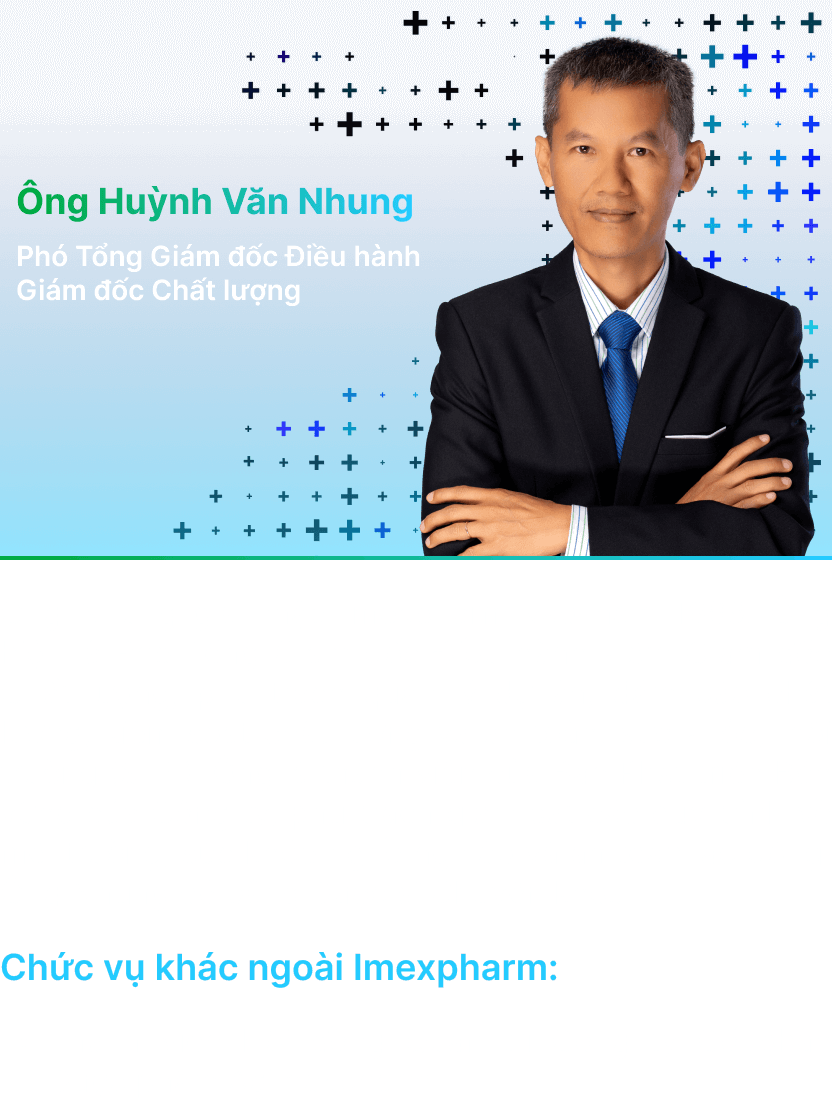 Ông Huỳnh Văn Nhung
Phó Tổng Giám đốc Điều hành
Giám đốc Chất lượng
Chức vụ khác ngoài Imexpharm: